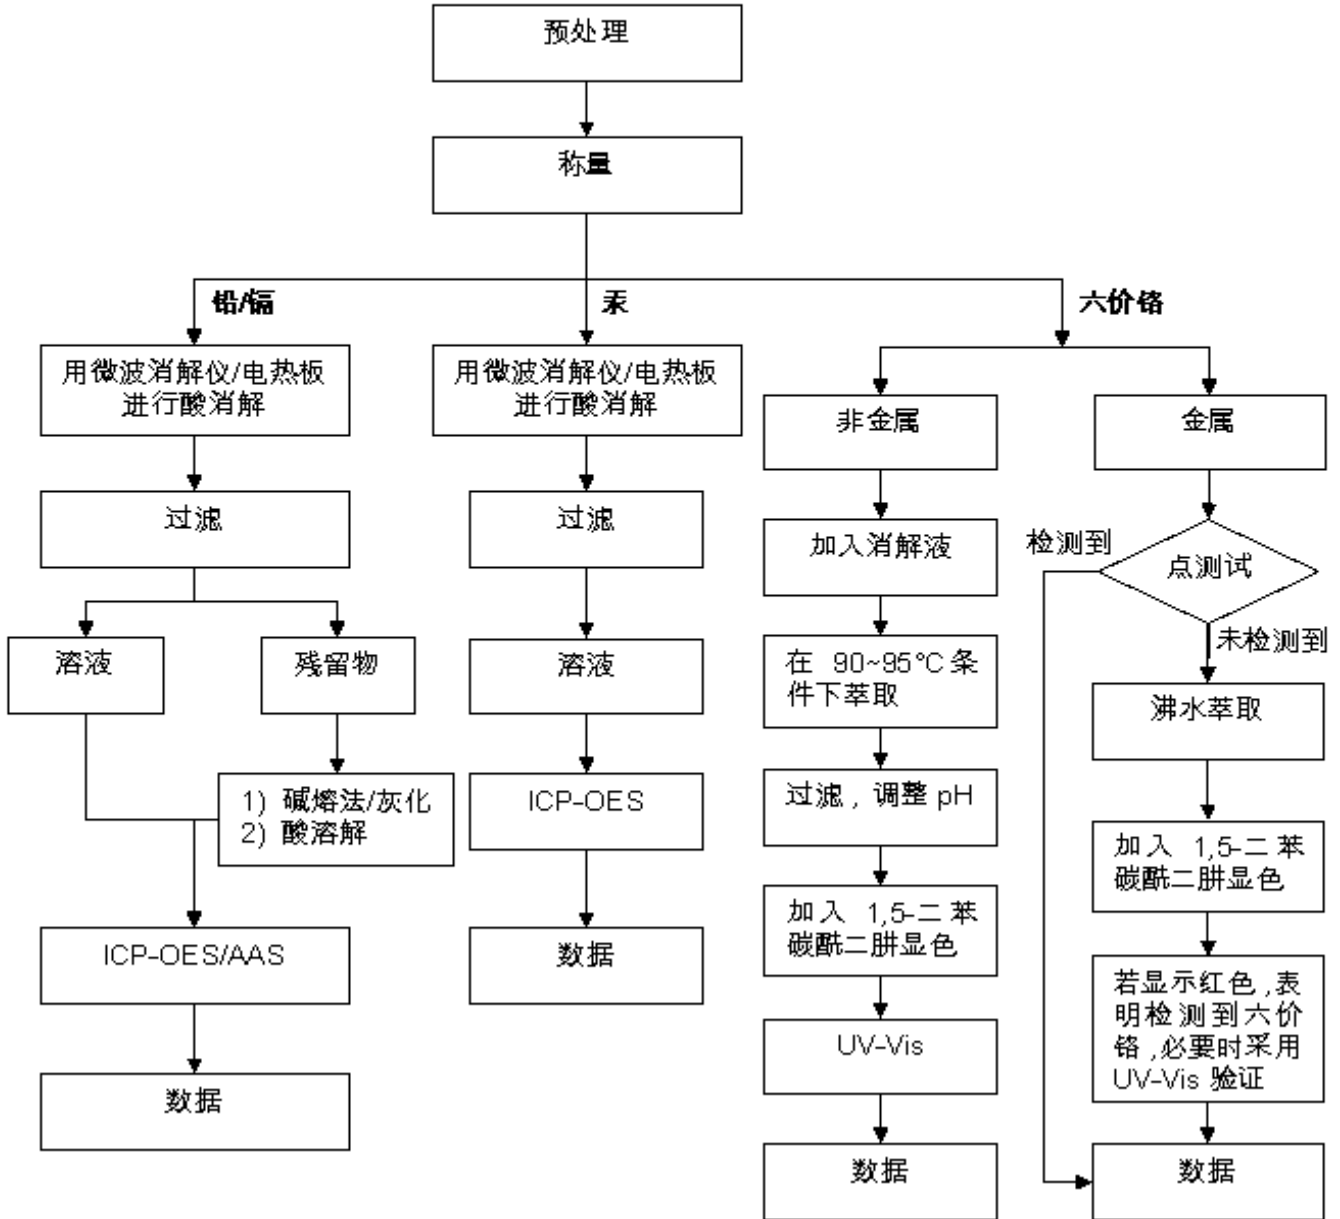 预处理
称量
铅/镉
汞
六价铬
用微波消解仪/电热板
进行酸消解
过滤
溶液
残留物
1) 碱熔法/灰化
2) 酸溶解
ICP-OES/AAS
数据
用微波消解仪/电热板
进行酸消解
过滤
溶液
ICP-OES
数据
非金属
加入消解液
在 90~95°C 条
件下萃取
过滤，调整 pH
加入 1,5-二苯
碳酰二肼显色
UV-Vis
数据
金属
点测试
检测到
未检测到
沸水萃取
加入 1,5-二苯
碳酰二肼显色
若显示红色,表
明检测到六价
铬,必要时采用
UV-Vis 验证
数据